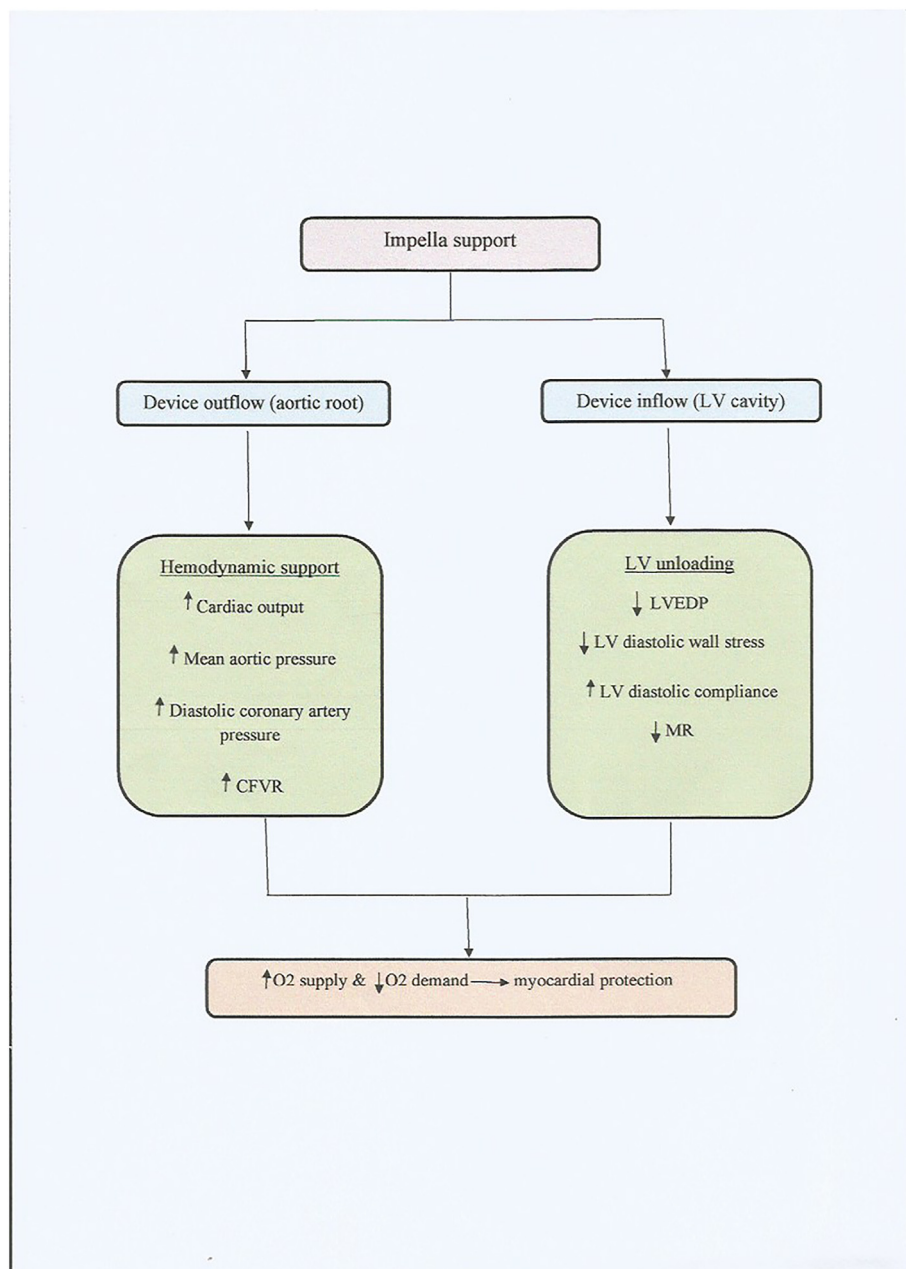 Impella support
Device outflow (aortic root)
Device inflow (LV cavity)
Hemodynamic support
↑ Cardiac output
↑ Mean aortic pressure
↑ Diastolic coronary artery
pressure
↑ CFVR
LV unloading
↓ LVEDP
↓ LV diastolic wall stress
↑ LV diastolic compliance
↓ MR
↑O2 supply & ↓O2 demand→ myocardial protection